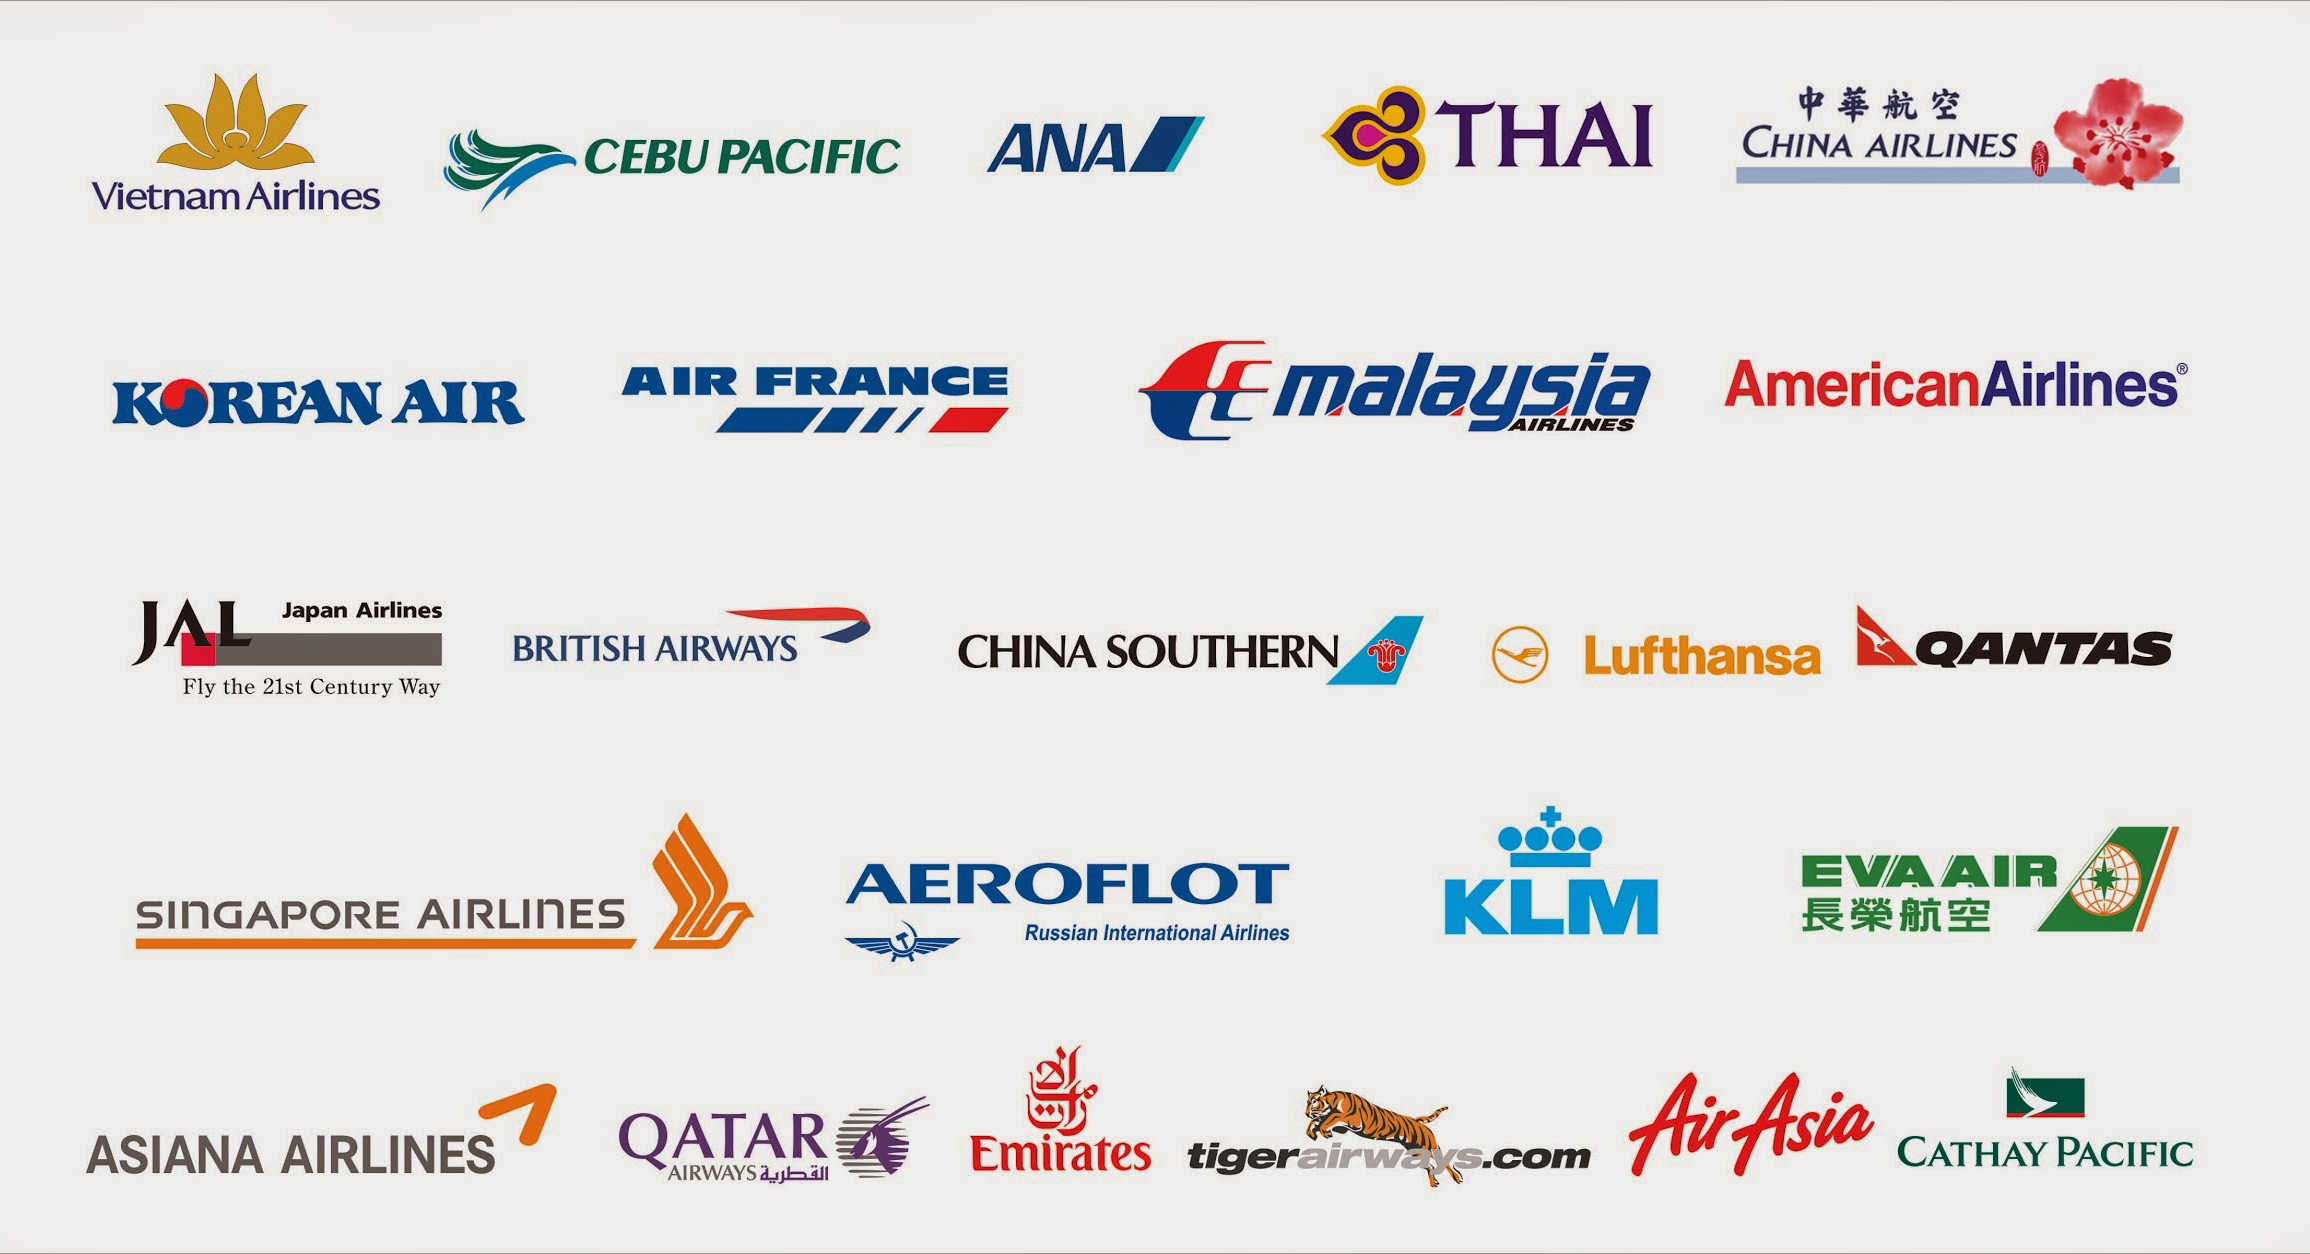 Vietnam Airlines
CEBU PACIFIC
ANA
THAI
中華航空
CHINA AIRLINES
KOREAN AIR
AIR FRANCE
malaysia
AIRLINES
AmericanAirlines®
JAL
Japan Airlines
Fly the 21st Century Way
BRITISH AIRWAYS
CHINA SOUTHERN
Lufthansa
QANTAS
SINGAPORE AIRLINES
AEROFLOT
Russian International Airlines
KLM
EVA AIR
長榮航空
ASIANA AIRLINES
QATAR
AIRWAYS القطرية
Emirates
tigerairways.com
AirAsia
CATHAY PACIFIC